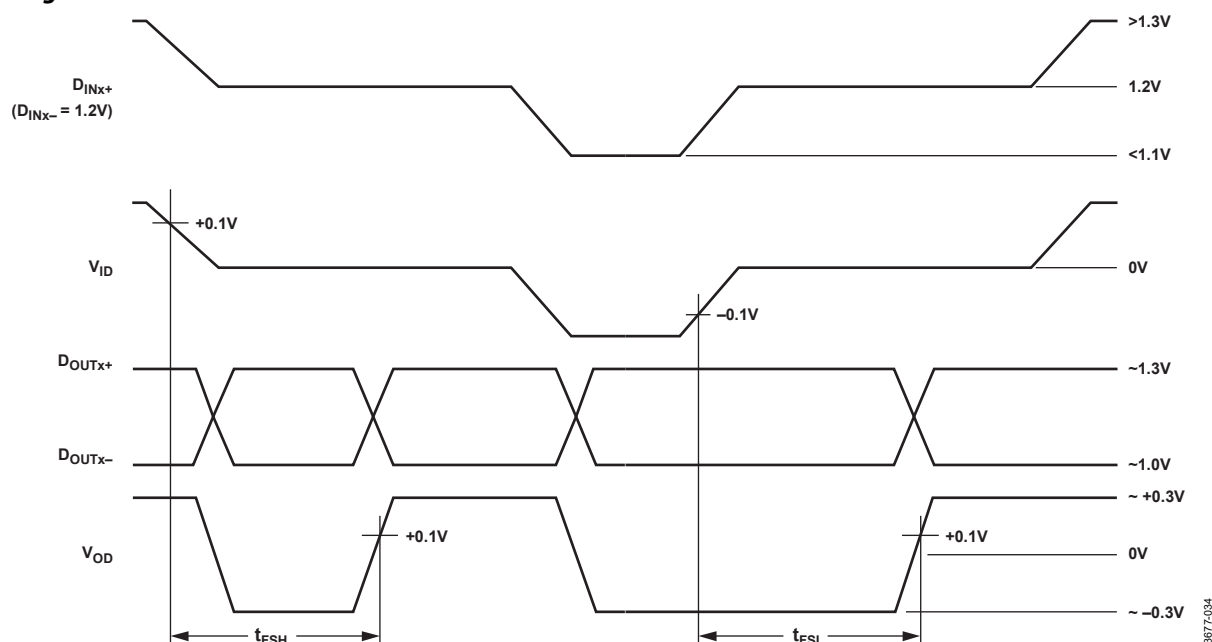 >1.3V
DINx+
(DINx– = 1.2V)
1.2V
<1.1V
+0.1V
VID
0V
–0.1V
DOUTx+
~1.3V
DOUTx–
~1.0V
~ +0.3V
+0.1V
+0.1V
VOD
0V
~ –0.3V
tFSH
tFSL